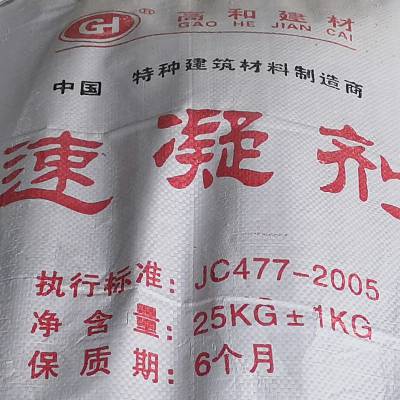 GH ® 高和建材
GAO HE JIAN CAI
中国 特种建筑材料制造商
速凝剂
执行标准：JC477-2005
净含量：25KG±1KG
保质期：6个月